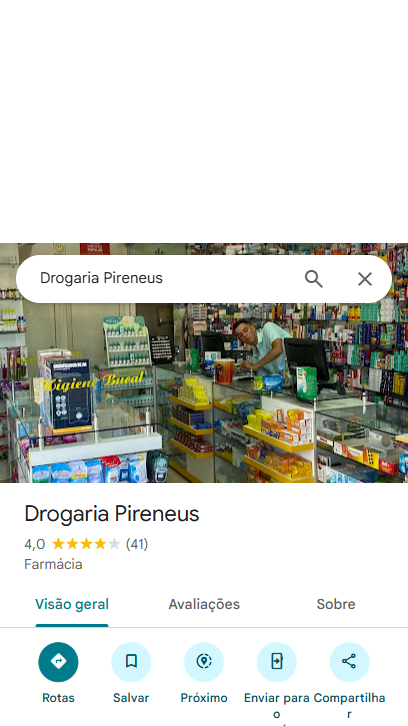 Drogaria Pireneus
Higiene Bucal
Drogaria Pireneus
4,0 (41)
Farmácia
Visão geral
Avaliações
Sobre
Rotas
Salvar
Próximo
Enviar para
o
Compartilha
r